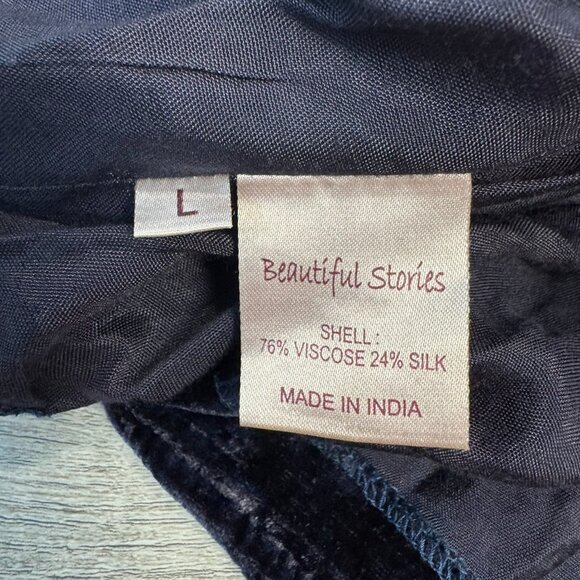 L
Beautiful Stories
SHELL :
76% VISCOSE 24% SILK
MADE IN INDIA